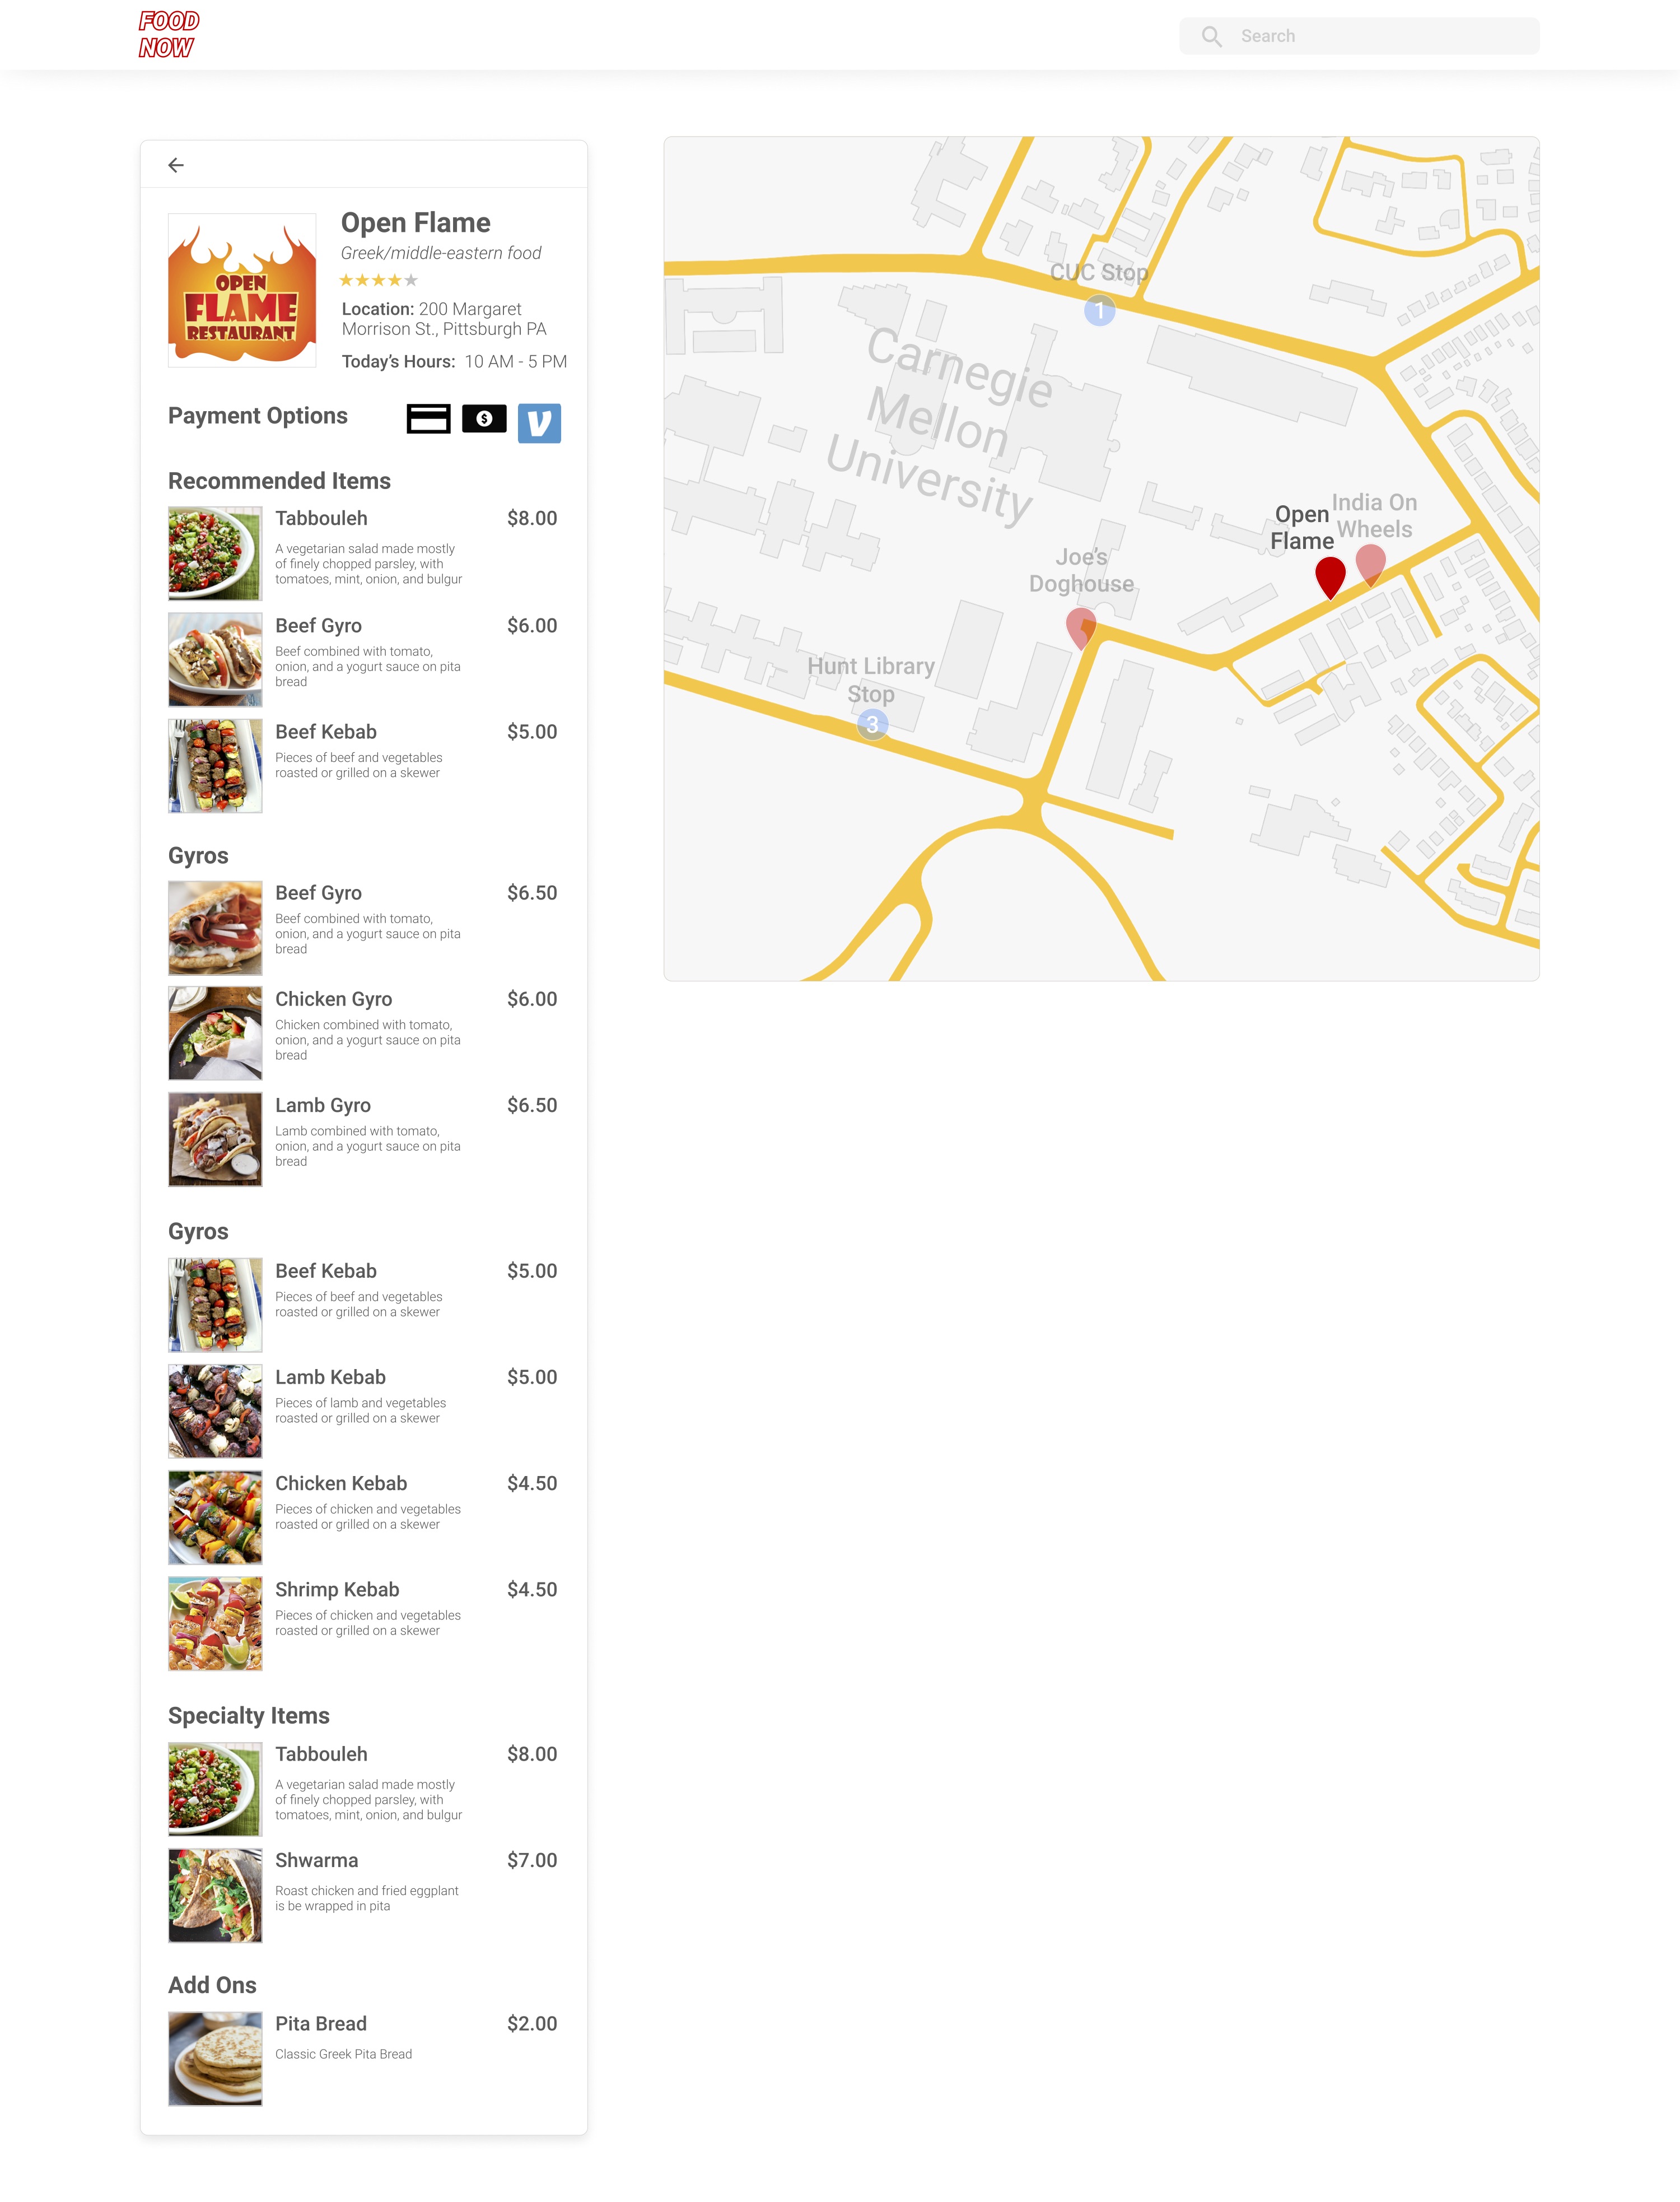 FOOD
NOW
Search
OPEN
FLAME
RESTAURANT
Open Flame
Greek/middle-eastern food
Location: 200 Margaret
Morrison St., Pittsburgh PA
Today's Hours: 10 AM - 5 PM
Payment Options
$
V
Recommended Items
Tabbouleh $8.00
A vegetarian salad made mostly
of finely chopped parsley, with
tomatoes, mint, onion, and bulgur
Beef Gyro $6.00
Beef combined with tomato,
onion, and a yogurt sauce on pita
bread
Beef Kebab $5.00
Pieces of beef and vegetables
roasted or grilled on a skewer
Gyros
Beef Gyro $6.50
Beef combined with tomato,
onion, and a yogurt sauce on pita
bread
Chicken Gyro $6.00
Chicken combined with tomato,
onion, and a yogurt sauce on pita
bread
Lamb Gyro $6.50
Lamb combined with tomato,
onion, and a yogurt sauce on pita
bread
Gyros
Beef Kebab $5.00
Pieces of beef and vegetables
roasted or grilled on a skewer
Lamb Kebab $5.00
Pieces of lamb and vegetables
roasted or grilled on a skewer
Chicken Kebab $4.50
Pieces of chicken and vegetables
roasted or grilled on a skewer
Shrimp Kebab $4.50
Pieces of chicken and vegetables
roasted or grilled on a skewer
Specialty Items
Tabbouleh $8.00
A vegetarian salad made mostly
of finely chopped parsley, with
tomatoes, mint, onion, and bulgur
Shwarma $7.00
Roast chicken and fried eggplant
is be wrapped in pita
Add Ons
Pita Bread $2.00
Classic Greek Pita Bread
CUC Stop
1
Carnegie
Mellon
University
Open
Flame
India On
Wheels
Joe's
Doghouse
Hunt Library
Stop
3